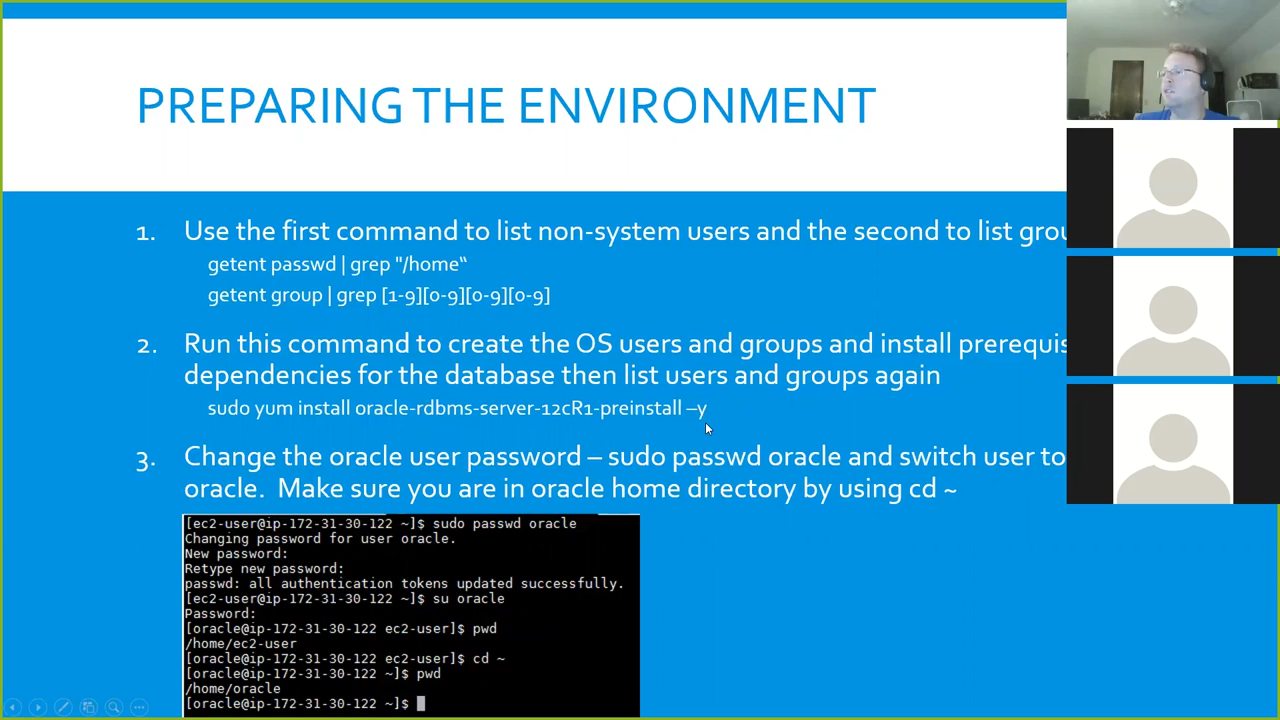 PREPARING THE ENVIRONMENT
1. Use the first command to list non-system users and the second to list
getent passwd | grep "/home“
getent group | grep [1-9][0-9][0-9][0-9]
2. Run this command to create the OS users and groups and install
dependencies for the database then list users and groups again
sudo yum install oracle-rdbms-server-12cR1-preinstall –y
3. Change the oracle user password – sudo passwd oracle and switch user to
oracle. Make sure you are in oracle home directory by using cd ~
[ec2-user@ip-172-31-30-122 ~]$ sudo passwd oracle
Changing password for user oracle.
New password:
Retype new password:
passwd: all authentication tokens updated successfully.
[ec2-user@ip-172-31-30-122 ~]$ su oracle
Password:
[oracle@ip-172-31-30-122 ec2-user]$ pwd
/home/ec2-user
[oracle@ip-172-31-30-122 ec2-user]$ cd ~
[oracle@ip-172-31-30-122 ~]$ pwd
/home/oracle
[oracle@ip-172-31-30-122 ~]$